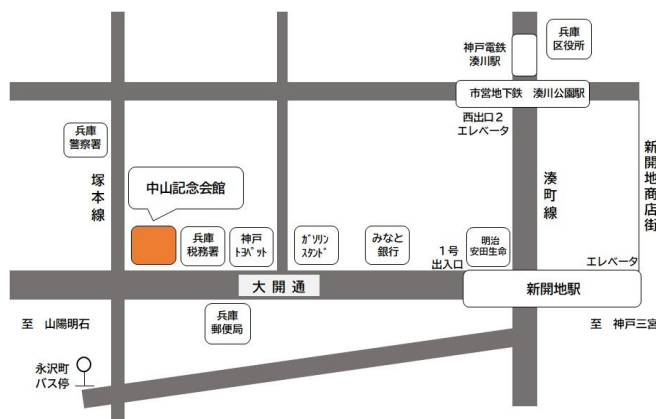 兵庫
区役所
神戸電鉄
湊川駅
市営地下鉄　湊川公園駅
西出口２
エレベータ
兵庫
警察署
塚本線
中山記念会館
湊町線
新開地商店街
兵庫
税務署
神戸
トヨペット
ガソリン
スタンド
みなと
銀行
１号
出入口
明治
安田生命
エレベータ
大開通
新開地駅
至　山陽明石
兵庫
郵便局
至　神戸三宮
永沢町
バス停